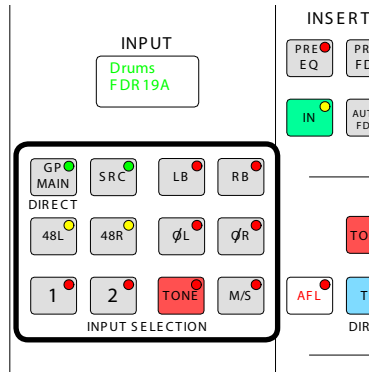 INPUT
INSERT
Drums
FDR19A
PRE
EQ
IN
GP
MAIN
SRC
LB
RB
DIRECT
48L
48R
ØL
ØR
1
2
TONE
M/S
AFL
INPUT SELECTION